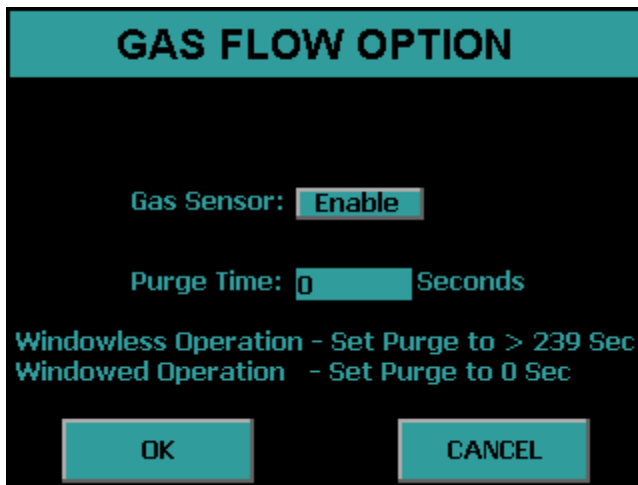 GAS FLOW OPTION
Gas Sensor: Enable
Purge Time: 0 Seconds
Windowless Operation - Set Purge to > 239 Sec
Windowed Operation - Set Purge to 0 Sec
OK CANCEL